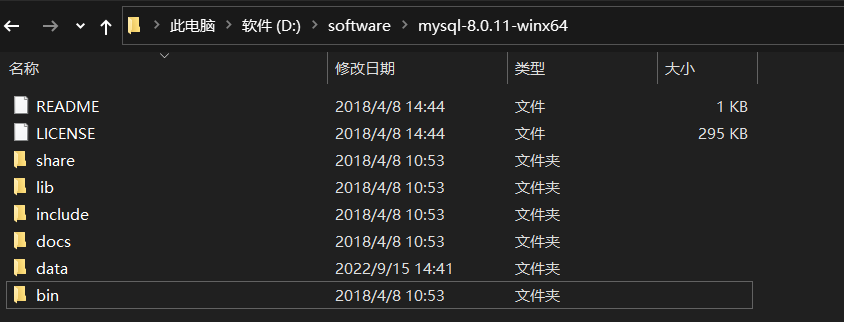 此电脑 软件 (D:) software mysql-8.0.11-winx64
名称 修改日期 类型 大小
README 2018/4/8 14:44 文件 1 KB
LICENSE 2018/4/8 14:44 文件 295 KB
share 2018/4/8 10:53 文件夹
lib 2018/4/8 10:53 文件夹
include 2018/4/8 10:53 文件夹
docs 2018/4/8 10:53 文件夹
data 2022/9/15 14:41 文件夹
bin 2018/4/8 10:53 文件夹